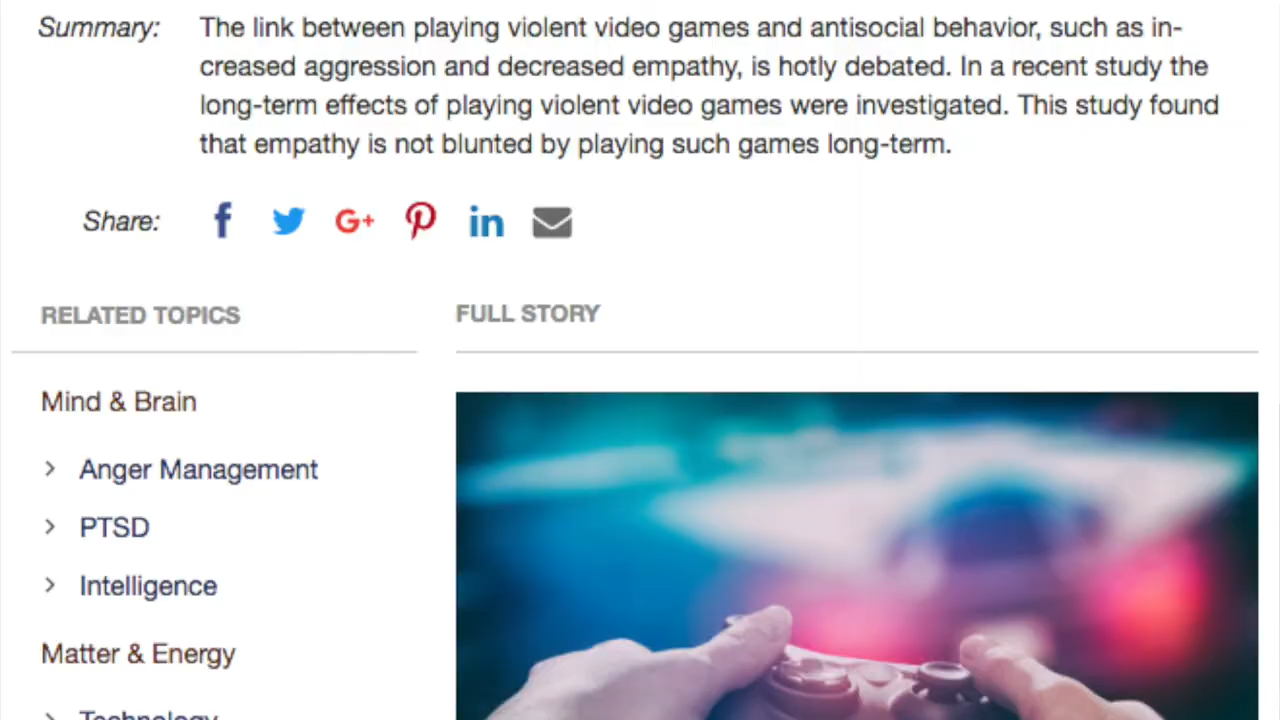 Summary: The link between playing violent video games and antisocial behavior, such as in-
creased aggression and decreased empathy, is hotly debated. In a recent study the
long-term effects of playing violent video games were investigated. This study found
that empathy is not blunted by playing such games long-term.
Share: f G+ in
RELATED TOPICS
Mind & Brain
Anger Management
PTSD
Intelligence
Matter & Energy
Technology
FULL STORY